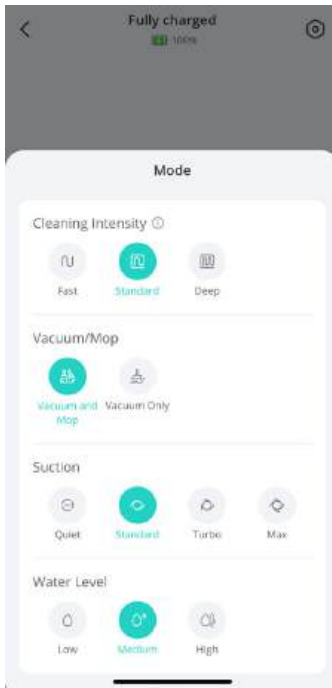 Fully charged
100%
Mode
Cleaning Intensity
Fast Standard Deep
Vacuum/Mop
Vacuum and Vacuum Only
Mop
Suction
Quiet Standard Turbo Max
Water Level
Low Medium High